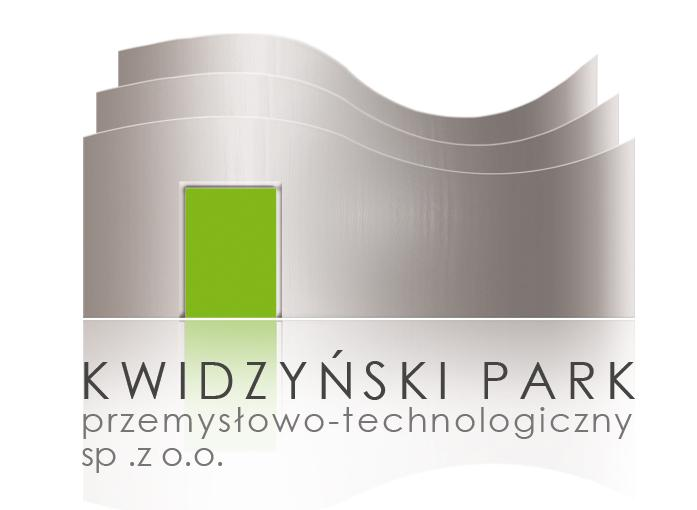 KWIDZYŃSKI PARK
przemysłowo-technologiczny
sp .z o.o.